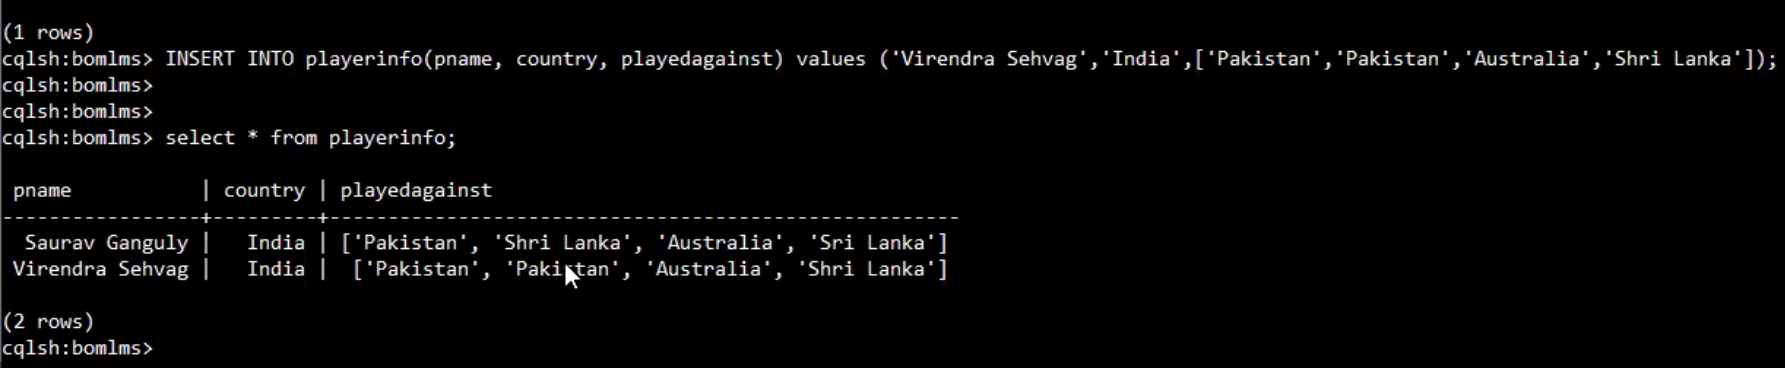 (1 rows)
cqlsh:bomlms> INSERT INTO playerinfo(pname, country, playedagainst) values ('Virendra Sehvag','India',['Pakistan','Pakistan','Australia','Shri Lanka']);
cqlsh:bomlms>
cqlsh:bomlms>
cqlsh:bomlms> select * from playerinfo;
pname | country | playedagainst
-----------------+---------+------------------------------------------------------
Saurav Ganguly | India | ['Pakistan', 'Shri Lanka', 'Australia', 'Sri Lanka']
Virendra Sehvag | India | ['Pakistan', 'Pakistan', 'Australia', 'Shri Lanka']
(2 rows)
cqlsh:bomlms>